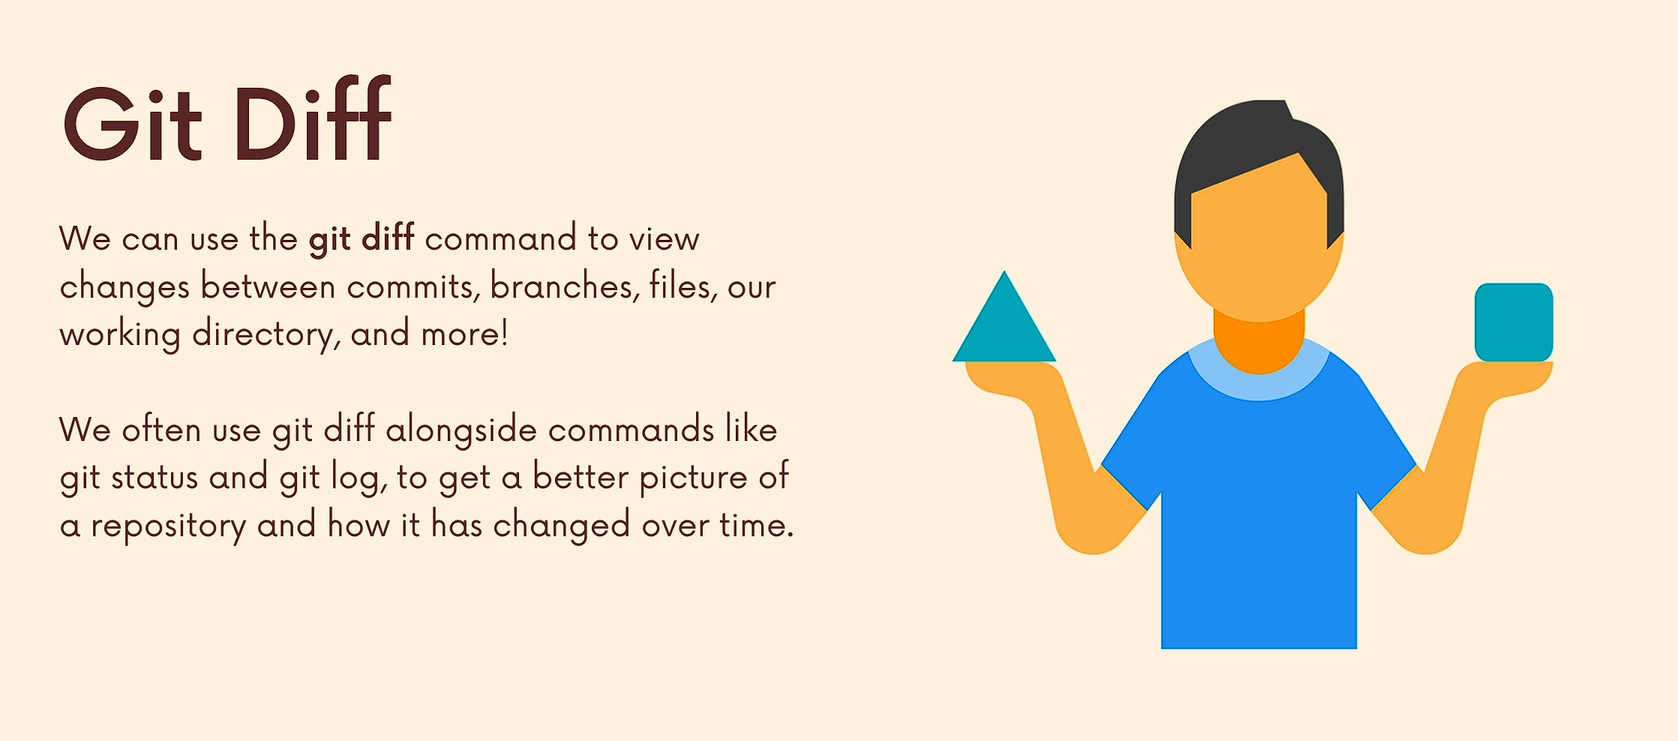 Git Diff
We can use the git diff command to view
changes between commits, branches, files, our
working directory, and more!
We often use git diff alongside commands like
git status and git log, to get a better picture of
a repository and how it has changed over time.